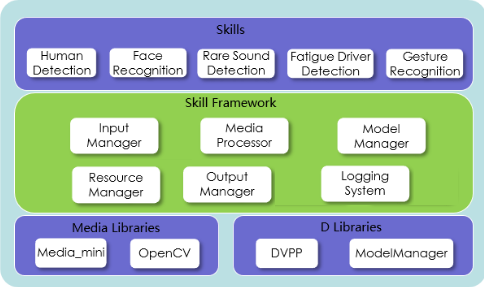 Skills
Human
Detection
Face
Recognition
Rare Sound
Detection
Fatigue Driver
Detection
Gesture
Recognition
Skill Framework
Input
Manager
Media
Processor
Model
Manager
Resource
Manager
Output
Manager
Logging
System
Media Libraries
Media_mini
OpenCV
D Libraries
DVPP
ModelManager